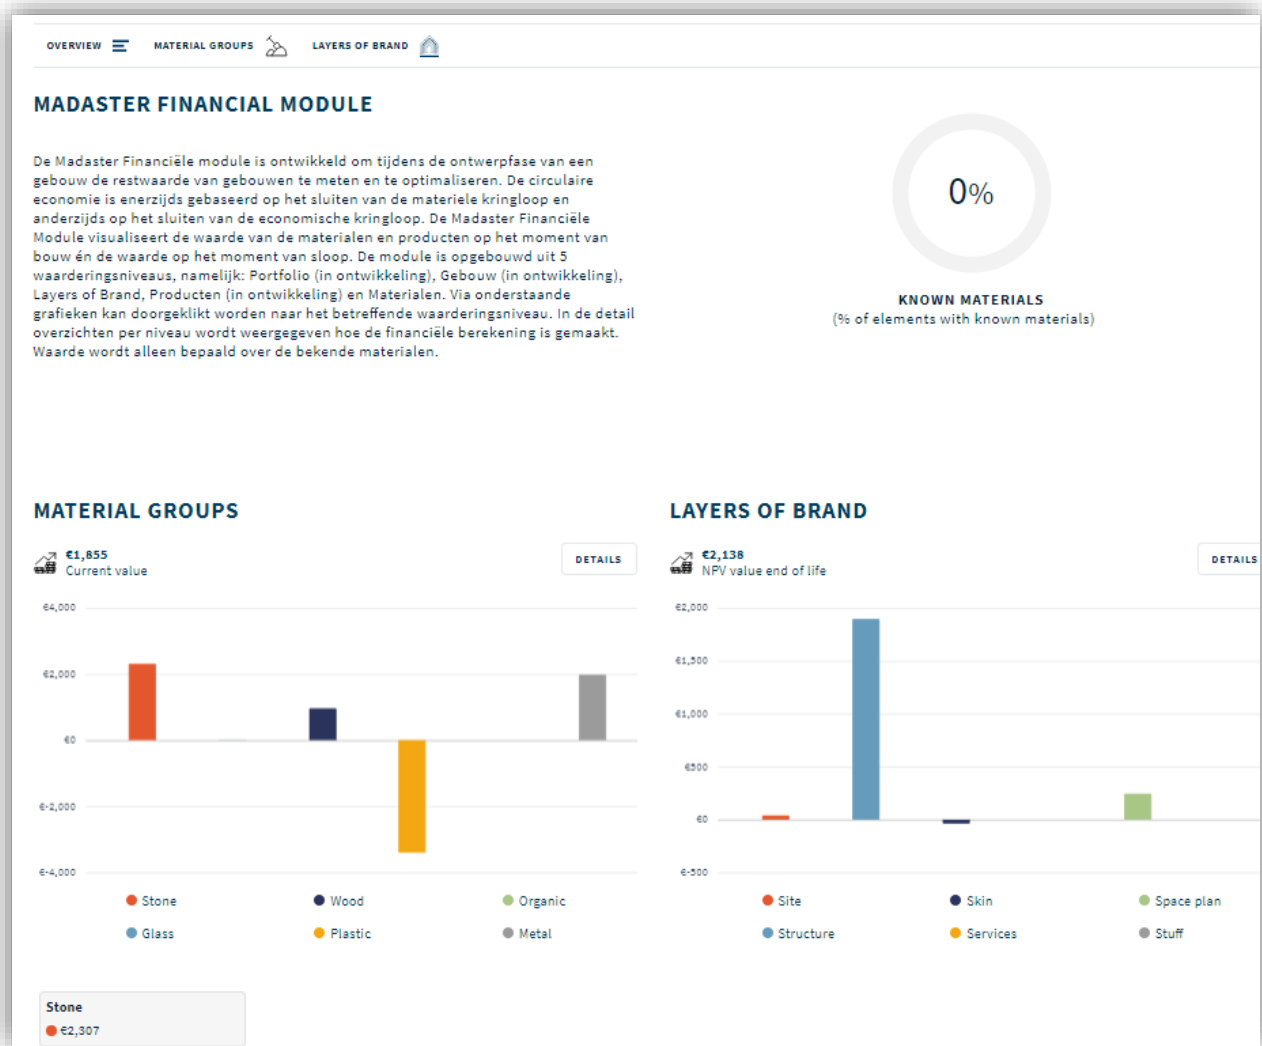 OVERVIEW
MATERIAL GROUPS
LAYERS OF BRAND
MADASTER FINANCIAL MODULE
De Madaster Financiële module is ontwikkeld om tijdens de ontwerpfase van een
gebouw de restwaarde van gebouwen te meten en te optimaliseren. De circulaire
economie is enerzijds gebaseerd op het sluiten van de materiele kringloop en
anderzijds op het sluiten van de economische kringloop. De Madaster Financiële
Module visualiseert de waarde van de materialen en producten op het moment van
bouw én de waarde op het moment van sloop. De module is opgebouwd uit 5
waarderingsniveaus, namelijk: Portfolio (in ontwikkeling), Gebouw (in ontwikkeling),
Layers of Brand, Producten (in ontwikkeling) en Materialen. Via onderstaande
grafieken kan doorgeklikt worden naar het betreffende waarderingsniveau. In de detail
overzichten per niveau wordt weergegeven hoe de financiële berekening is gemaakt.
Waarde wordt alleen bepaald over de bekende materialen.
0%
KNOWN MATERIALS
(% of elements with known materials)
MATERIAL GROUPS
€1,855
Current value
DETAILS
€4,000
€2,000
€0
€-2,000
€-4,000
Stone
Wood
Organic
Glass
Plastic
Metal
Stone
€2,307
LAYERS OF BRAND
€2,138
NPV value end of life
DETAILS
€2,000
€1,500
€1,000
€500
€0
€-500
Site
Skin
Space plan
Structure
Services
Stuff